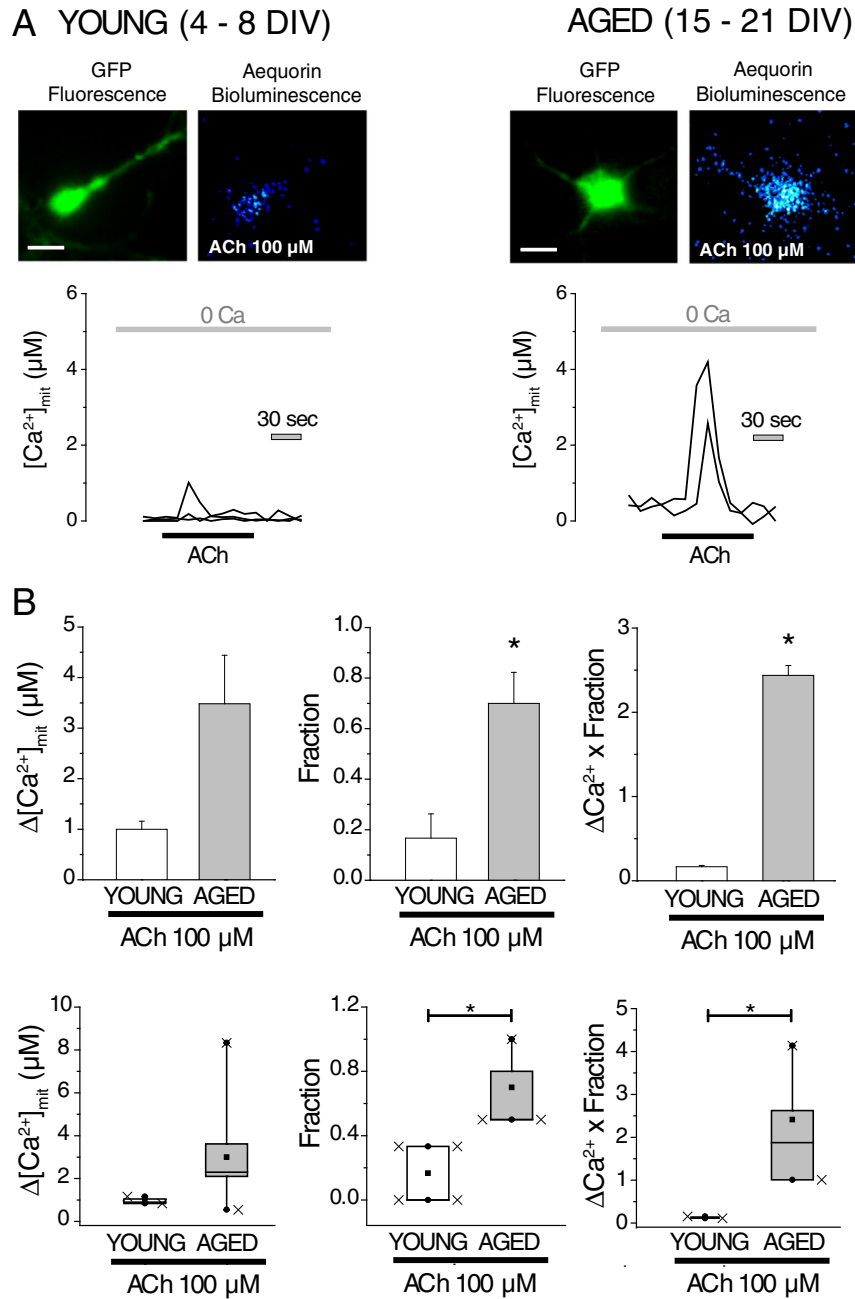 A YOUNG (4 - 8 DIV) AGED (15 - 21 DIV)
GFP Fluorescence
Aequorin Bioluminescence
GFP Fluorescence
Aequorin Bioluminescence
ACh 100 μM
ACh 100 μM
[Ca²⁺]mit (μM)
6
4
2
0
0 Ca
30 sec
ACh
[Ca²⁺]mit (μM)
6
4
2
0
0 Ca
30 sec
ACh
B
Δ[Ca²⁺]mit (μM)
5
4
3
2
1
0
YOUNG AGED
ACh 100 μM
Fraction
1.0
0.8
0.6
0.4
0.2
0.0
*
YOUNG AGED
ACh 100 μM
ΔCa²⁺ x Fraction
3
2
1
0
*
YOUNG AGED
ACh 100 μM
Δ[Ca²⁺]mit (μM)
10
8
6
4
2
0
YOUNG AGED
ACh 100 μM
Fraction
1.2
0.8
0.4
0.0
*
YOUNG AGED
ACh 100 μM
ΔCa²⁺ x Fraction
5
4
3
2
1
0
*
YOUNG AGED
ACh 100 μM